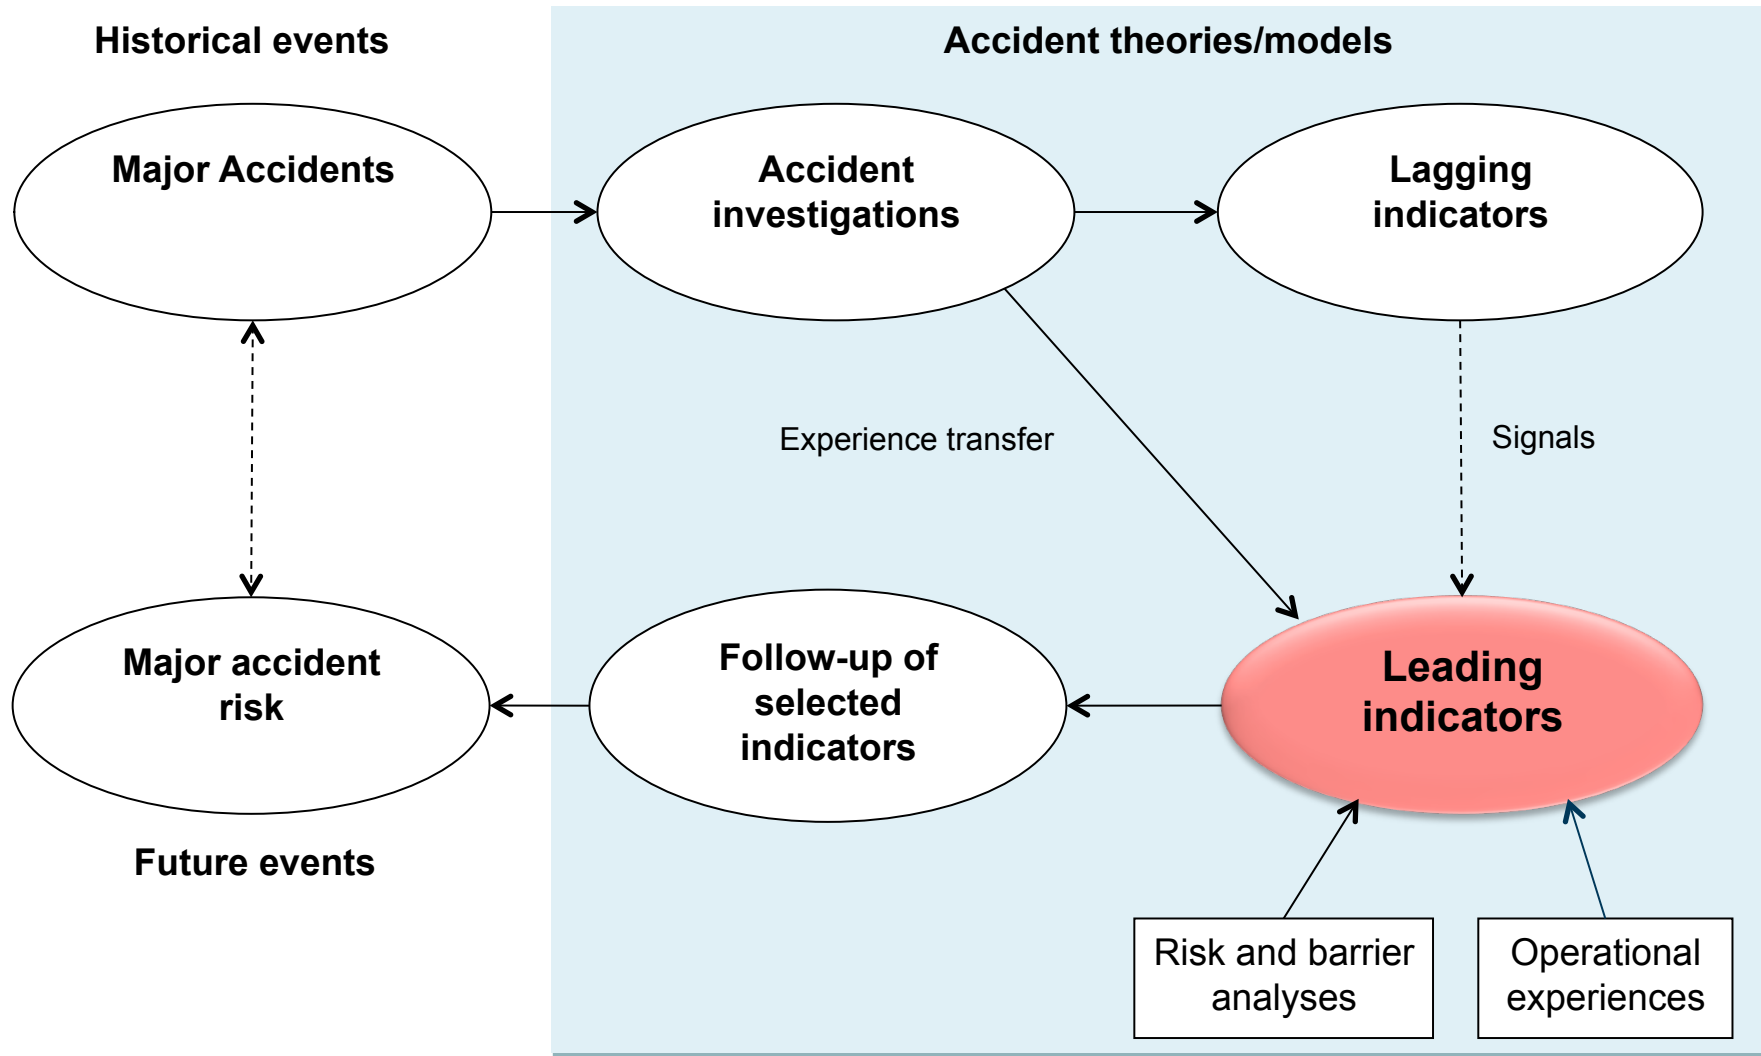 Historical events
Accident theories/models
Major Accidents
Accident
investigations
Lagging
indicators
Experience transfer
Signals
Major accident
risk
Follow-up of
selected
indicators
Leading
indicators
Future events
Risk and barrier
analyses
Operational
experiences